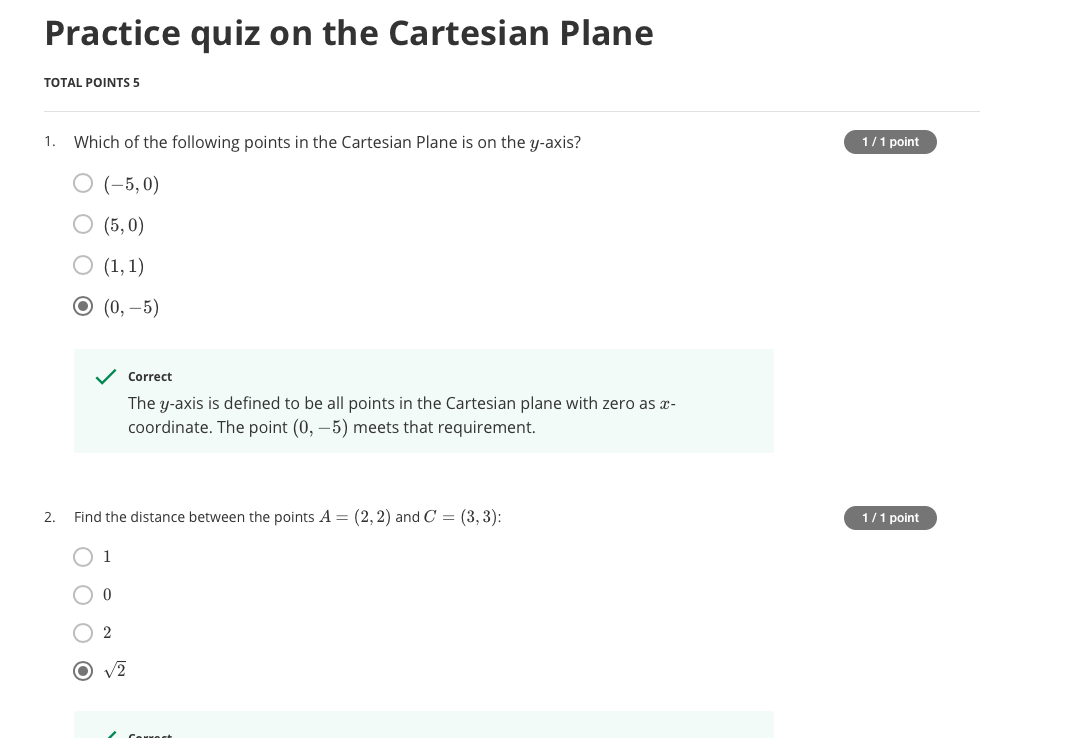 Practice quiz on the Cartesian Plane
TOTAL POINTS 5
1. Which of the following points in the Cartesian Plane is on the y-axis?
1 / 1 point
(−5, 0)
(5, 0)
(1, 1)
(0, −5)
Correct
The y-axis is defined to be all points in the Cartesian plane with zero as x-
coordinate. The point (0, −5) meets that requirement.
2. Find the distance between the points A = (2, 2) and C = (3, 3):
1 / 1 point
1
0
2
√2
Correct